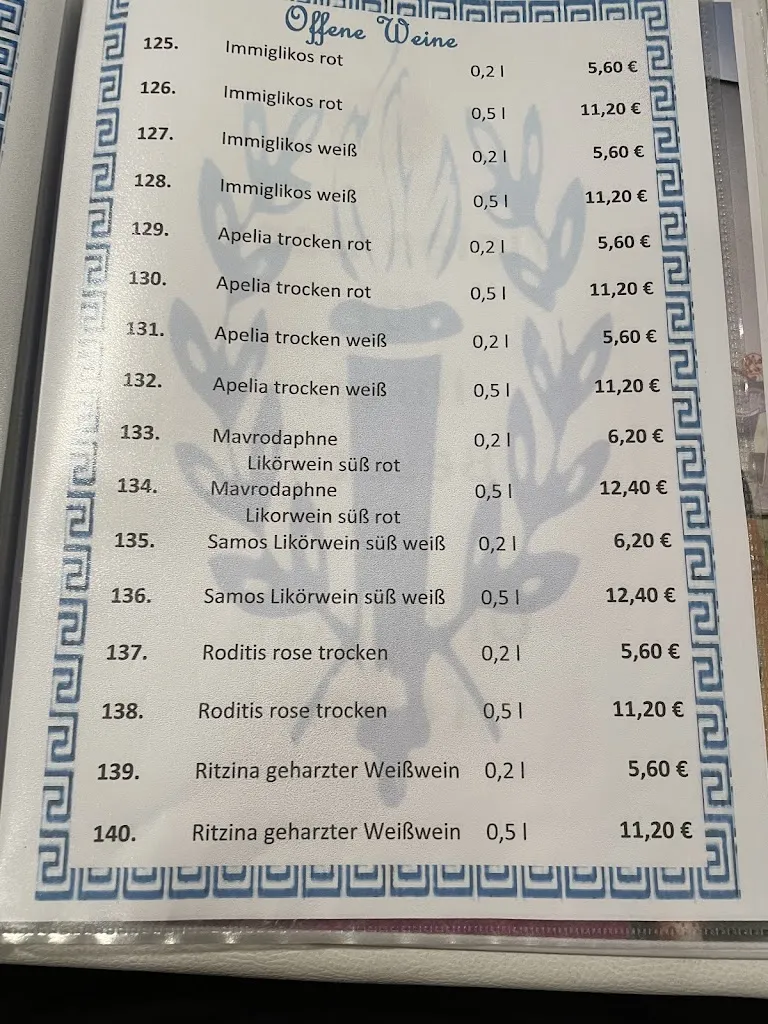 Offene Weine
125. Immiglikos rot 0,2 l 5,60 €
126. Immiglikos rot 0,5 l 11,20 €
127. Immiglikos weiß 0,2 l 5,60 €
128. Immiglikos weiß 0,5 l 11,20 €
129. Apelia trocken rot 0,2 l 5,60 €
130. Apelia trocken rot 0,5 l 11,20 €
131. Apelia trocken weiß 0,2 l 5,60 €
132. Apelia trocken weiß 0,5 l 11,20 €
133. Mavrodaphne 0,2 l 6,20 €
Likörwein süß rot
134. Mavrodaphne 0,5 l 12,40 €
Likorwein süß rot
135. Samos Likörwein süß weiß 0,2 l 6,20 €
136. Samos Likörwein süß weiß 0,5 l 12,40 €
137. Roditis rose trocken 0,2 l 5,60 €
138. Roditis rose trocken 0,5 l 11,20 €
139. Ritzina geharzter Weißwein 0,2 l 5,60 €
140. Ritzina geharzter Weißwein 0,5 l 11,20 €